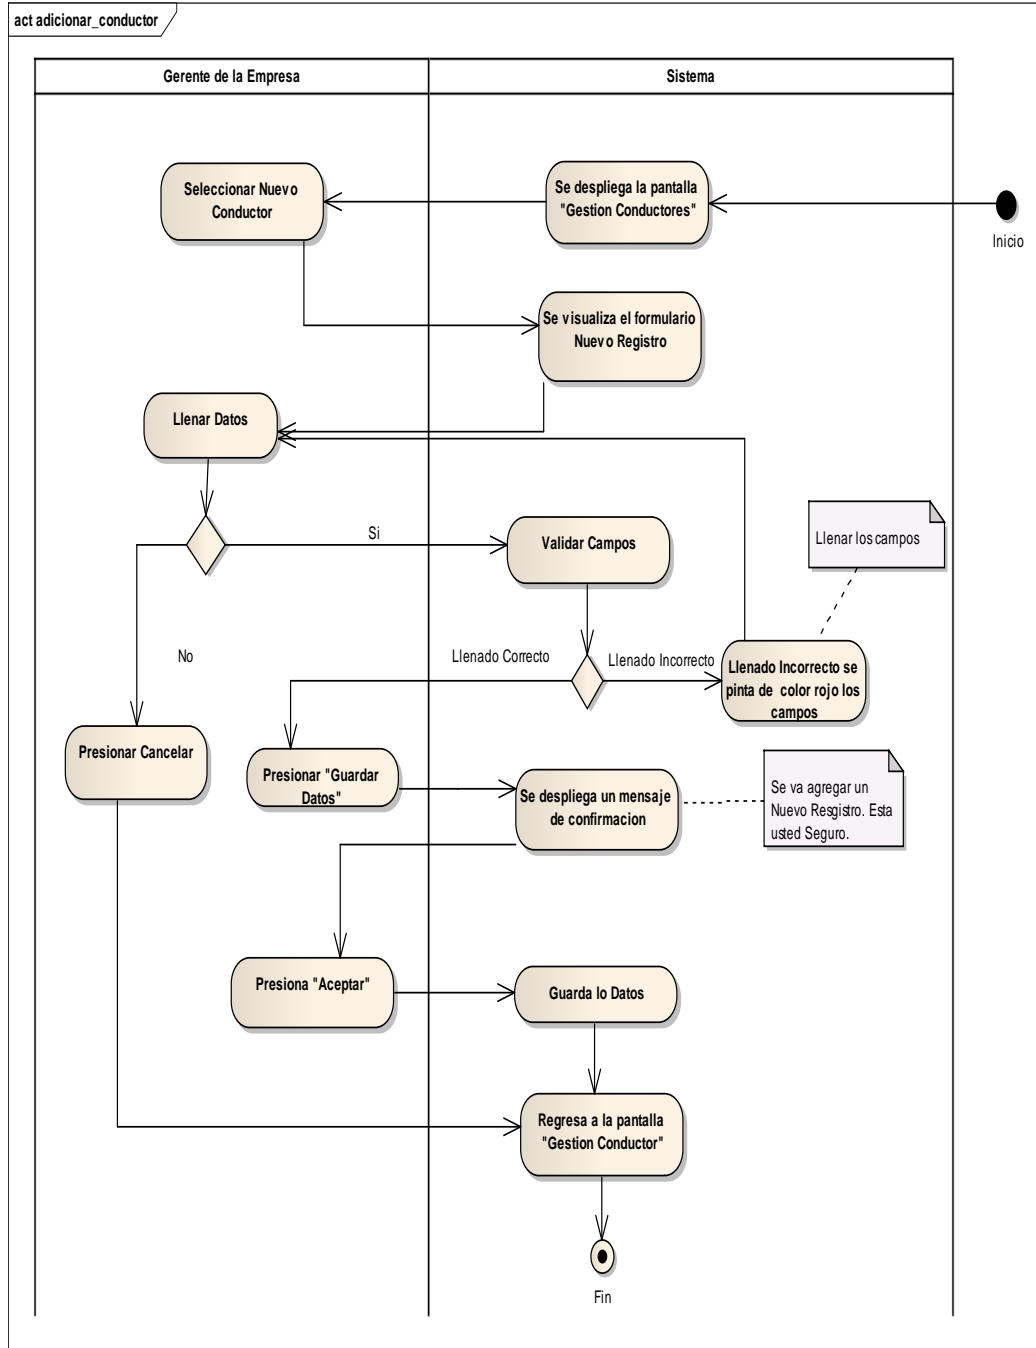 act adicionar_conductor
Gerente de la Empresa
Sistema
Seleccionar Nuevo
Conductor
Se despliega la pantalla
"Gestion Conductores"
Inicio
Se visualiza el formulario
Nuevo Registro
Llenar Datos
Si
Validar Campos
Llenar los campos
No
Llenado Correcto
Llenado Incorrecto
Llenado Incorrecto se
pinta de color rojo los
campos
Presionar Cancelar
Presionar "Guardar
Datos"
Se despliega un mensaje
de confirmacion
Se va agregar un
Nuevo Resgistro. Esta
usted Seguro.
Presiona "Aceptar"
Guarda lo Datos
Regresa a la pantalla
"Gestion Conductor"
Fin